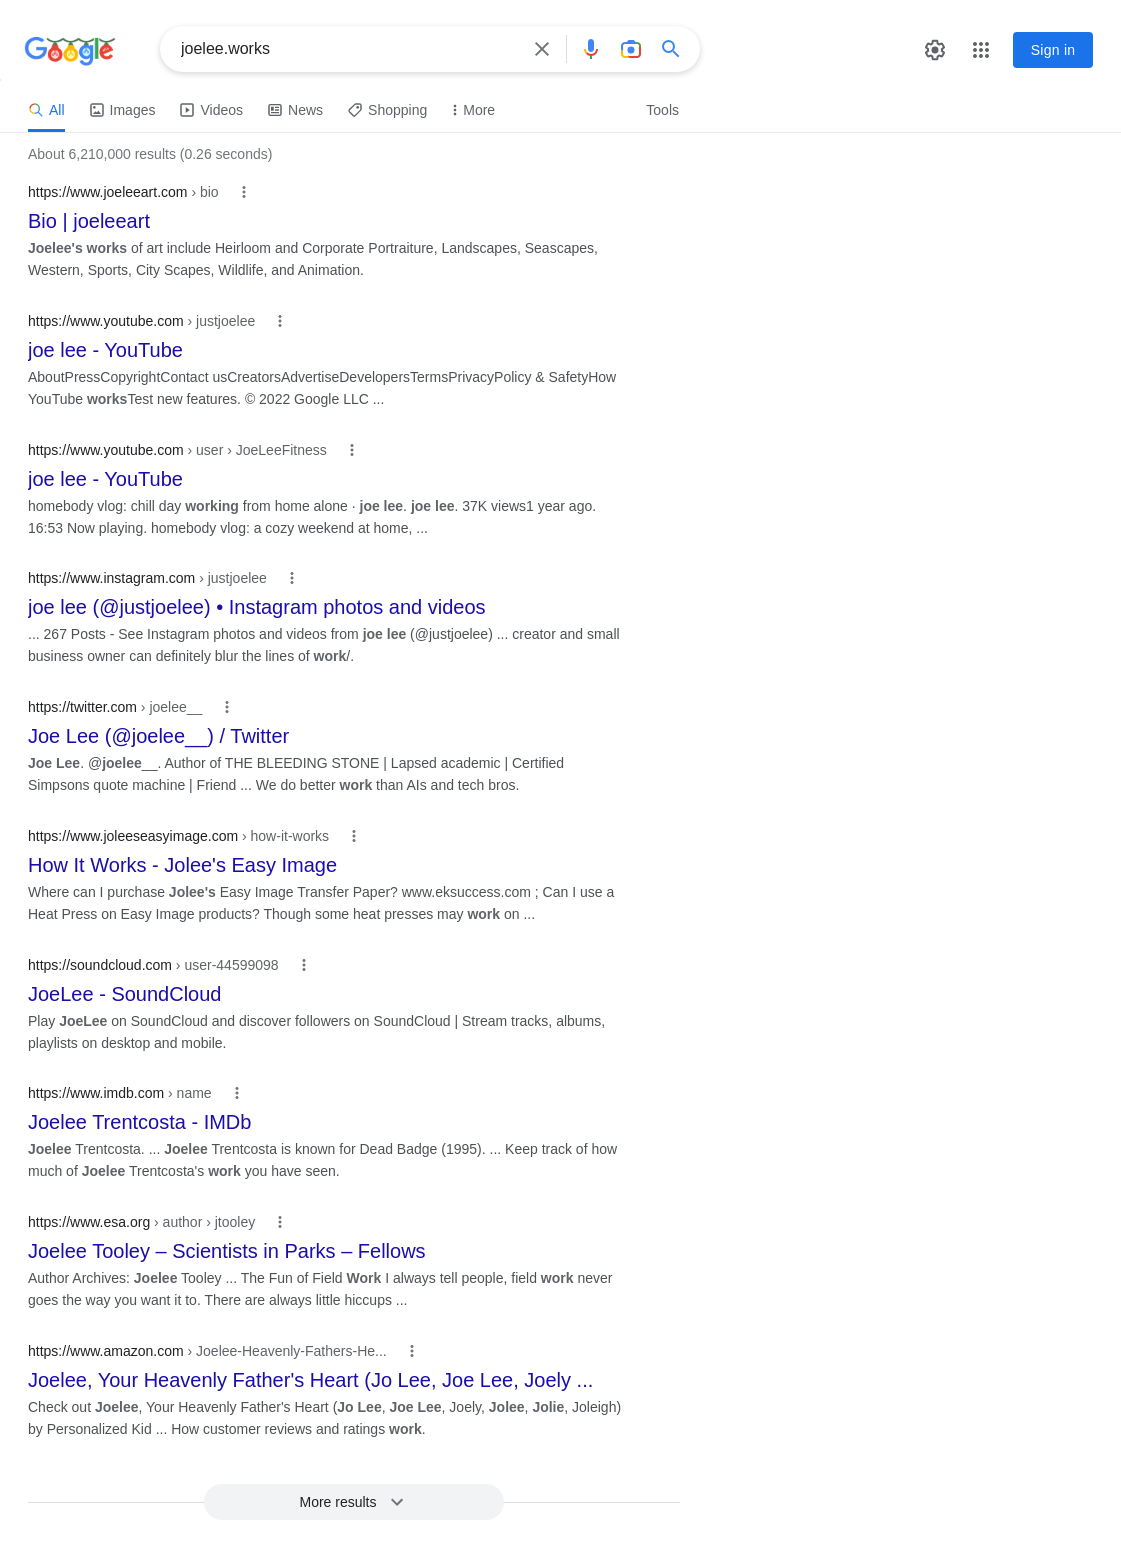 Google
joelee.works
Sign in
All Images Videos News Shopping More Tools
About 6,210,000 results (0.26 seconds)
https://www.joeleeart.com › bio
Bio | joeleeart
Joelee's works of art include Heirloom and Corporate Portraiture, Landscapes, Seascapes,
Western, Sports, City Scapes, Wildlife, and Animation.
https://www.youtube.com › justjoelee
joe lee - YouTube
AboutPressCopyrightContact usCreatorsAdvertiseDevelopersTermsPrivacyPolicy & SafetyHow
YouTube worksTest new features. © 2022 Google LLC ...
https://www.youtube.com › user › JoeLeeFitness
joe lee - YouTube
homebody vlog: chill day working from home alone · joe lee. joe lee. 37K views1 year ago.
16:53 Now playing. homebody vlog: a cozy weekend at home, ...
https://www.instagram.com › justjoelee
joe lee (@justjoelee) • Instagram photos and videos
... 267 Posts - See Instagram photos and videos from joe lee (@justjoelee) ... creator and small
business owner can definitely blur the lines of work/.
https://twitter.com › joelee__
Joe Lee (@joelee__) / Twitter
Joe Lee. @joelee__. Author of THE BLEEDING STONE | Lapsed academic | Certified
Simpsons quote machine | Friend ... We do better work than AIs and tech bros.
https://www.joleeseasyimage.com › how-it-works
How It Works - Jolee's Easy Image
Where can I purchase Jolee's Easy Image Transfer Paper? www.eksuccess.com ; Can I use a
Heat Press on Easy Image products? Though some heat presses may work on ...
https://soundcloud.com › user-44599098
JoeLee - SoundCloud
Play JoeLee on SoundCloud and discover followers on SoundCloud | Stream tracks, albums,
playlists on desktop and mobile.
https://www.imdb.com › name
Joelee Trentcosta - IMDb
Joelee Trentcosta. ... Joelee Trentcosta is known for Dead Badge (1995). ... Keep track of how
much of Joelee Trentcosta's work you have seen.
https://www.esa.org › author › jtooley
Joelee Tooley – Scientists in Parks – Fellows
Author Archives: Joelee Tooley ... The Fun of Field Work I always tell people, field work never
goes the way you want it to. There are always little hiccups ...
https://www.amazon.com › Joelee-Heavenly-Fathers-He...
Joelee, Your Heavenly Father's Heart (Jo Lee, Joe Lee, Joely ...
Check out Joelee, Your Heavenly Father's Heart (Jo Lee, Joe Lee, Joely, Jolee, Jolie, Joleigh)
by Personalized Kid ... How customer reviews and ratings work.
More results